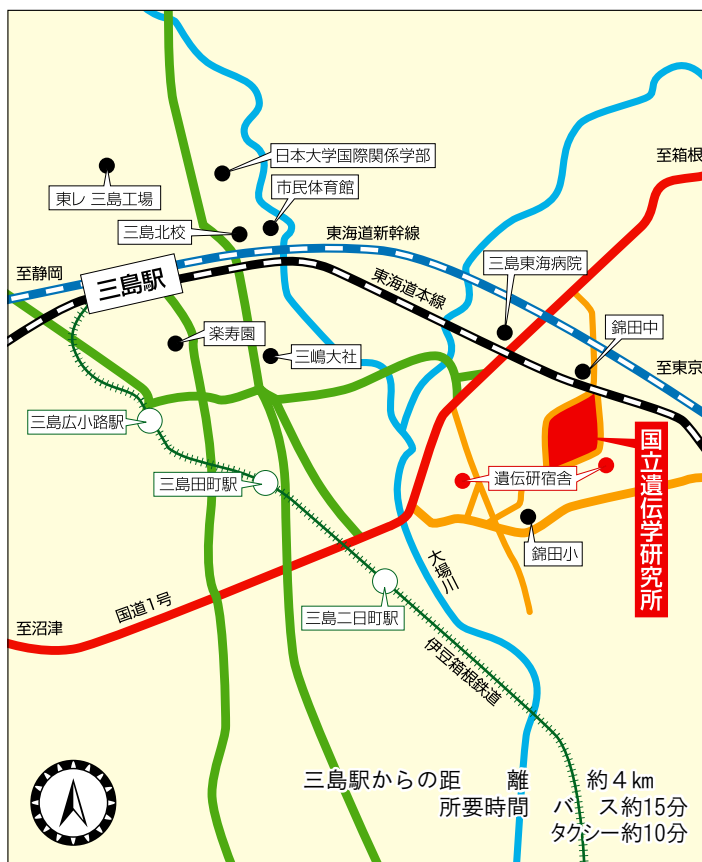 日本大学国際関係学部
至箱根
東レ 三島工場
市民体育館
三島北校
東海道新幹線
至静岡
三島駅
東海道本線
三島東海病院
楽寿園
三嶋大社
錦田中
至東京
三島広小路駅
国立遺伝学研究所
三島田町駅
遺伝研宿舎
錦田小
大場川
国道1号
三島二日町駅
至沼津
伊豆箱根鉄道
三島駅からの距 離 約4km
所要時間 バ ス約15分
タクシー約10分